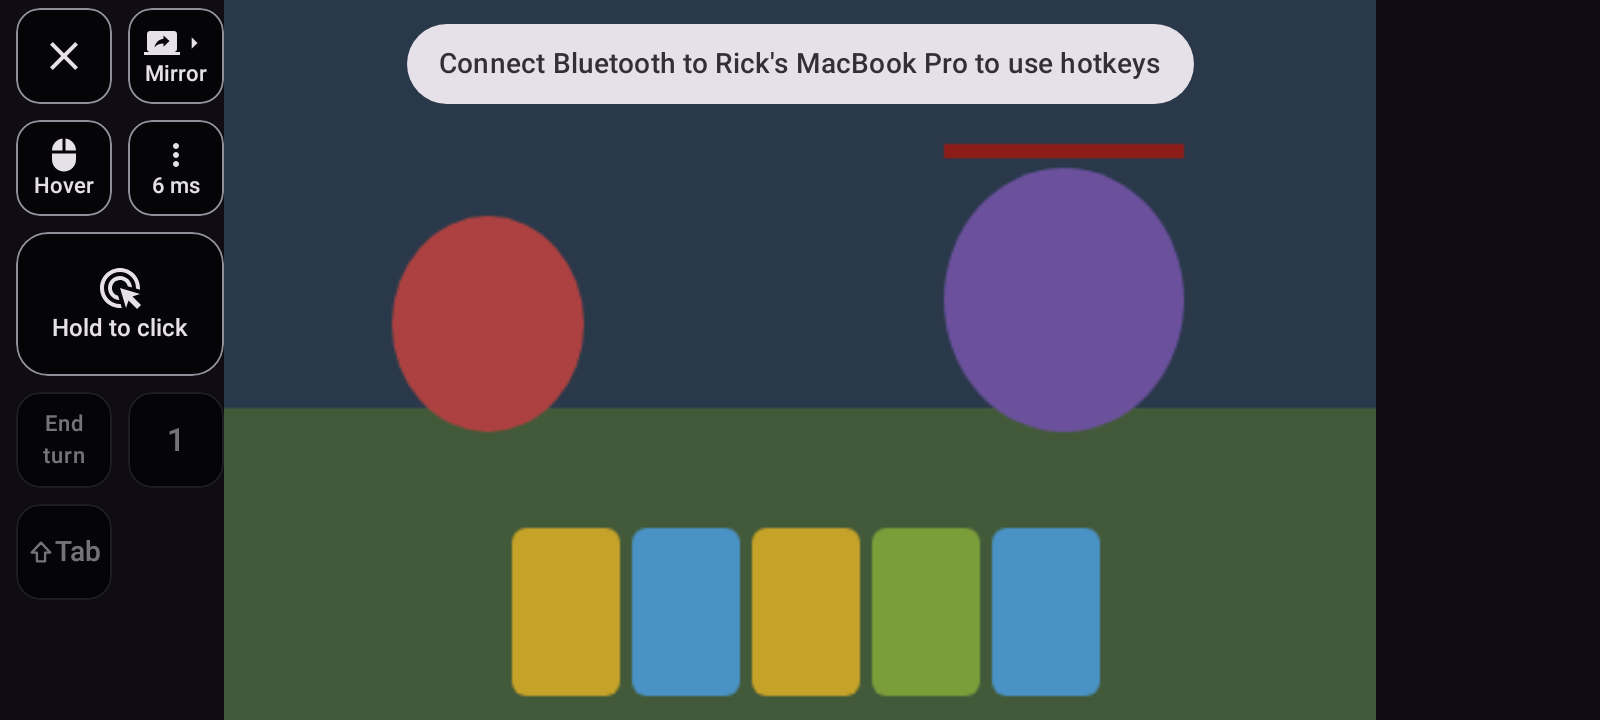 Connect Bluetooth to Rick's MacBook Pro to use hotkeys
Mirror
Hover
6 ms
Hold to click
End
turn
1
Tab